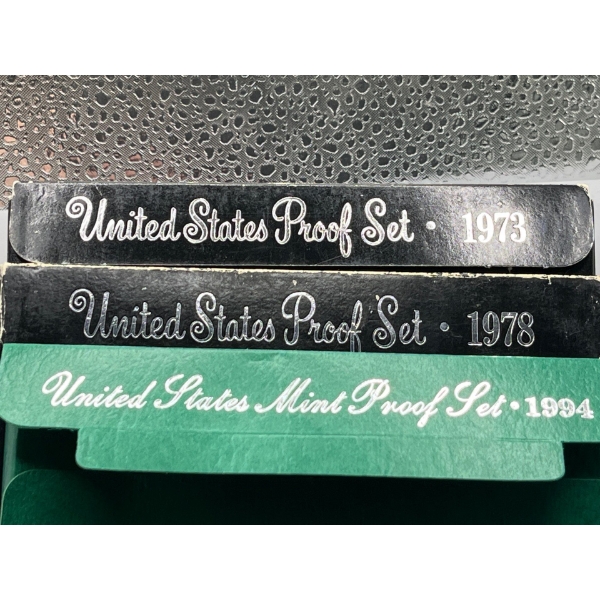 United States Proof Set · 1973
United States Proof Set · 1978
United States Mint Proof Set · 1994